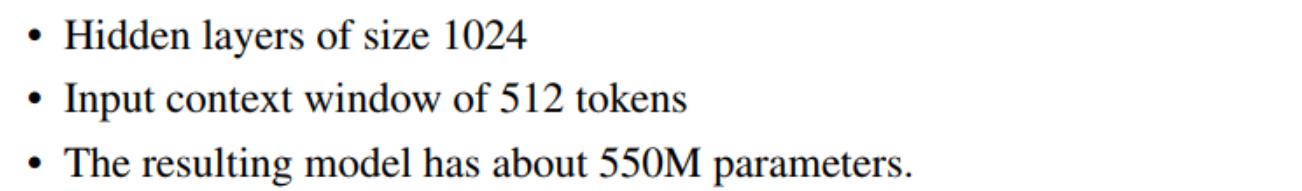 • Hidden layers of size 1024
• Input context window of 512 tokens
• The resulting model has about 550M parameters.